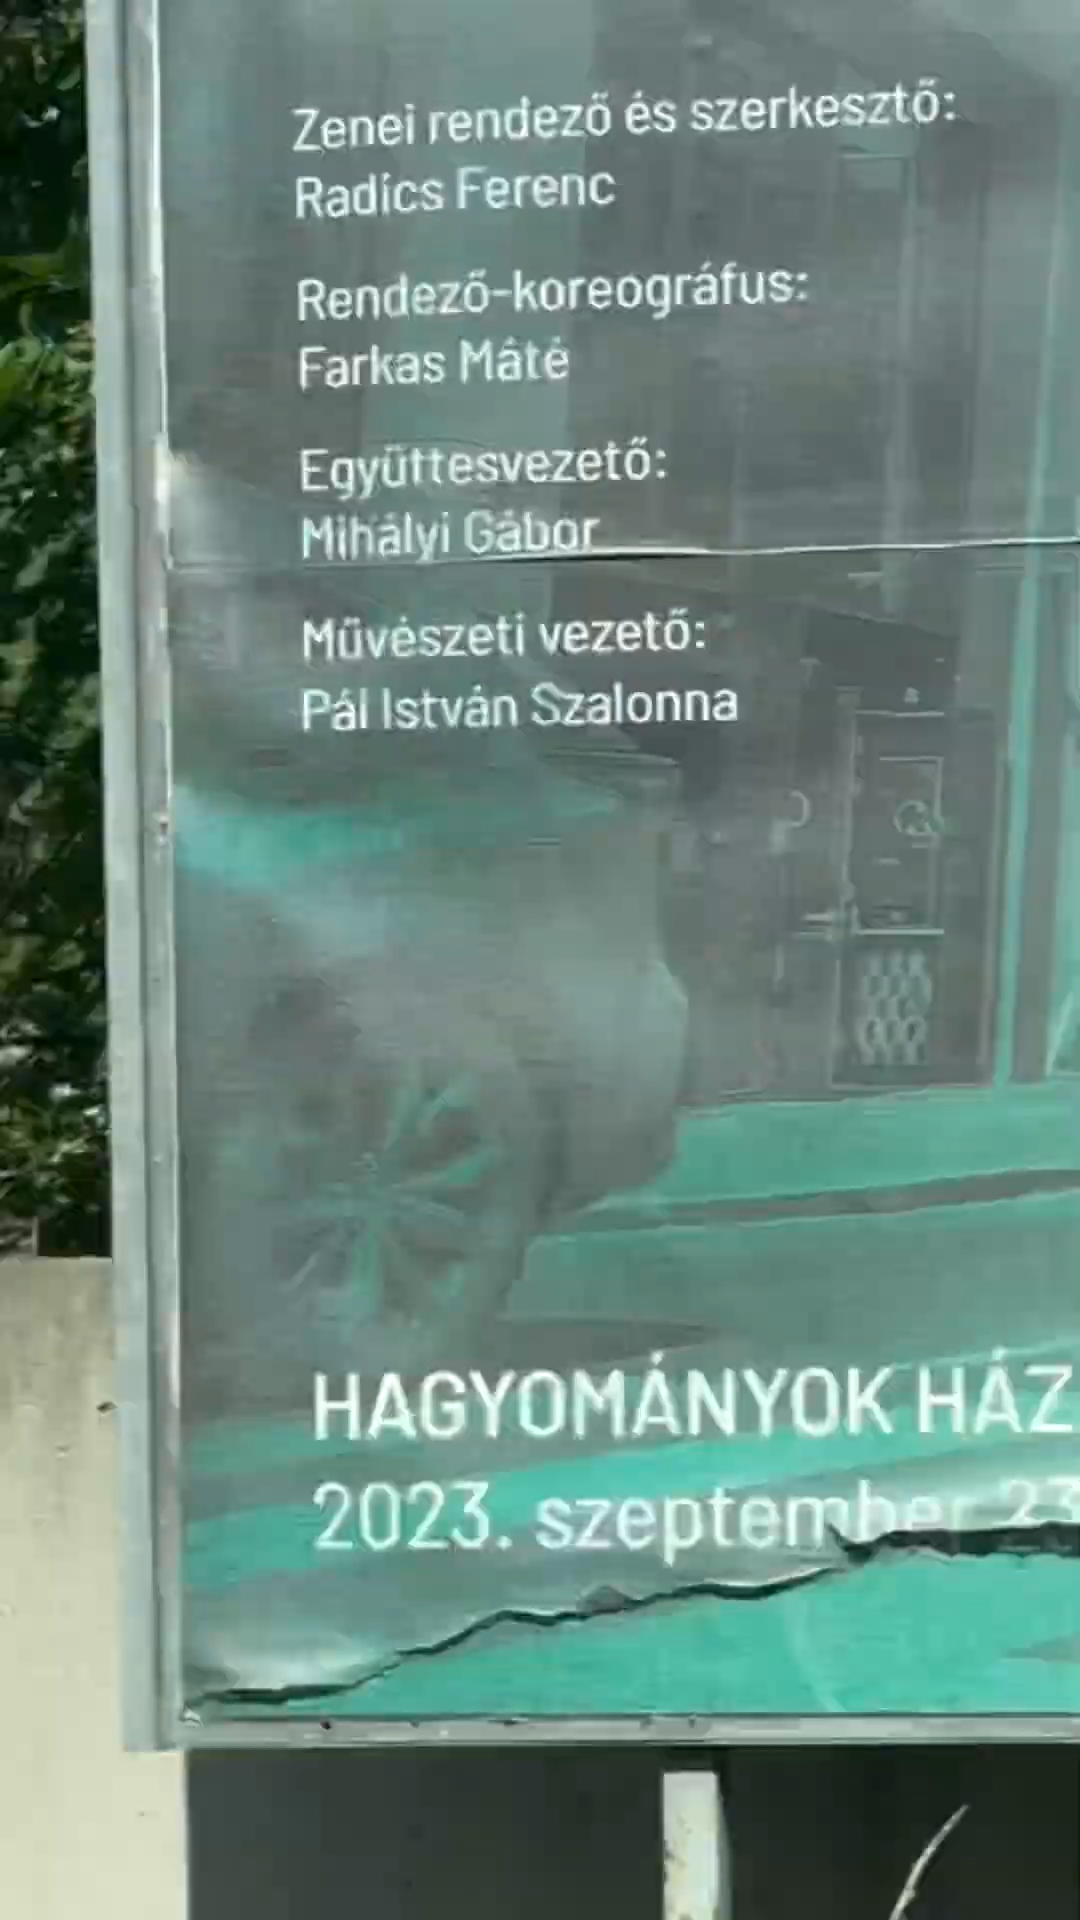 Zenei rendező és szerkesztő:
Radics Ferenc
Rendező-koreográfus:
Farkas Máté
Együttesvezető:
Mihályi Gábor
Művészeti vezető:
Pál István Szalonna
HAGYOMÁNYOK HÁZ
2023. szeptember 23